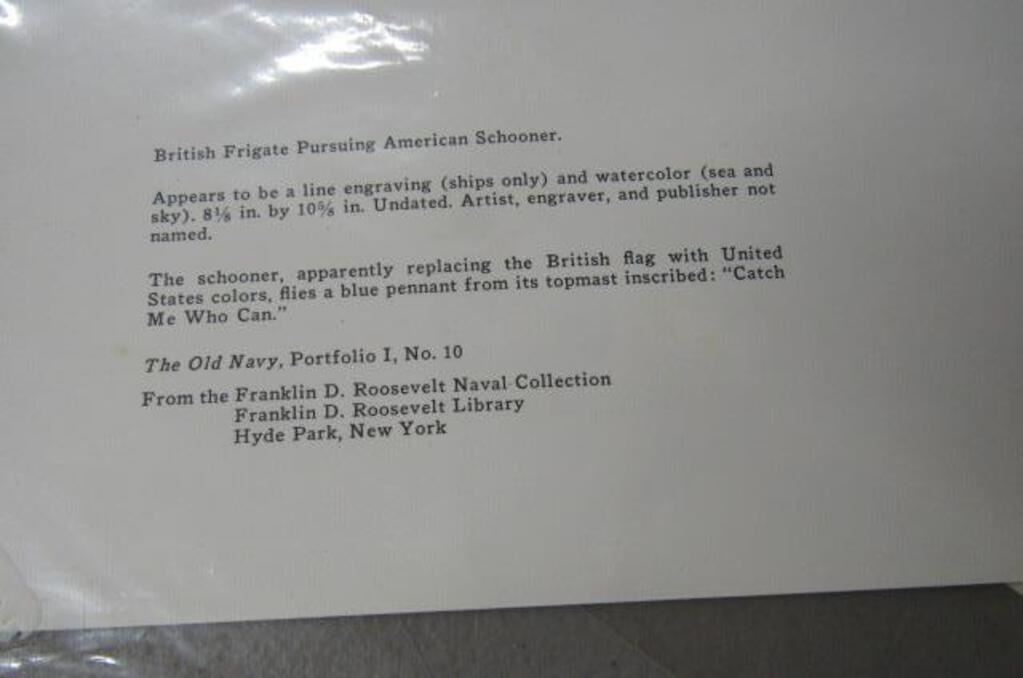 British Frigate Pursuing American Schooner.
Appears to be a line engraving (ships only) and watercolor (sea and
sky). 8⅛ in. by 10⅝ in. Undated. Artist, engraver, and publisher not
named.
The schooner, apparently replacing the British flag with United
States colors, flies a blue pennant from its topmast inscribed: “Catch
Me Who Can.”
The Old Navy, Portfolio I, No. 10
From the Franklin D. Roosevelt Naval Collection
Franklin D. Roosevelt Library
Hyde Park, New York